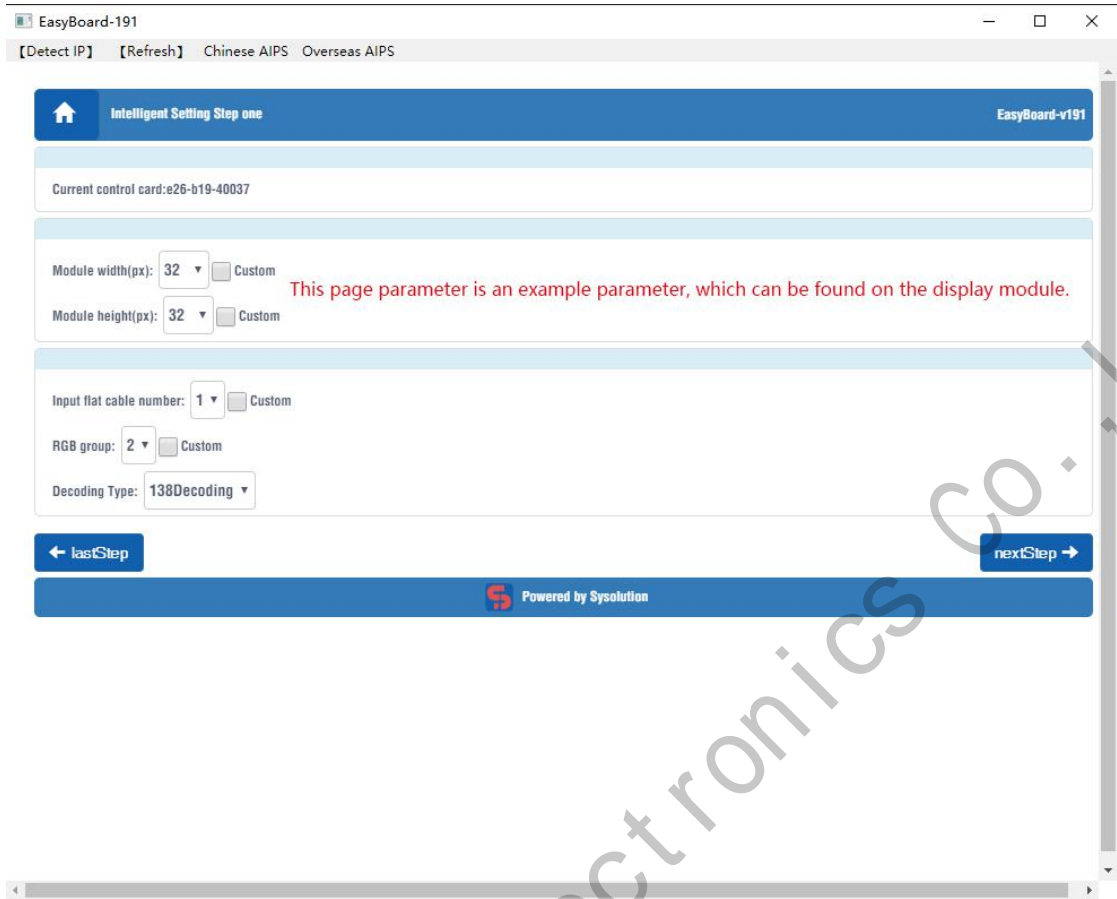 EasyBoard-191
【Detect IP】 【Refresh】 Chinese AIPS Overseas AIPS
Intelligent Setting Step one EasyBoard-v191
Current control card:e26-b19-40037
Module width(px): 32 Custom
This page parameter is an example parameter, which can be found on the display module.
Module height(px): 32 Custom
Input flat cable number: 1 Custom
RGB group: 2 Custom
Decoding Type: 138Decoding
lastStep nextStep
Powered by Sysolution
ctronics Co.,